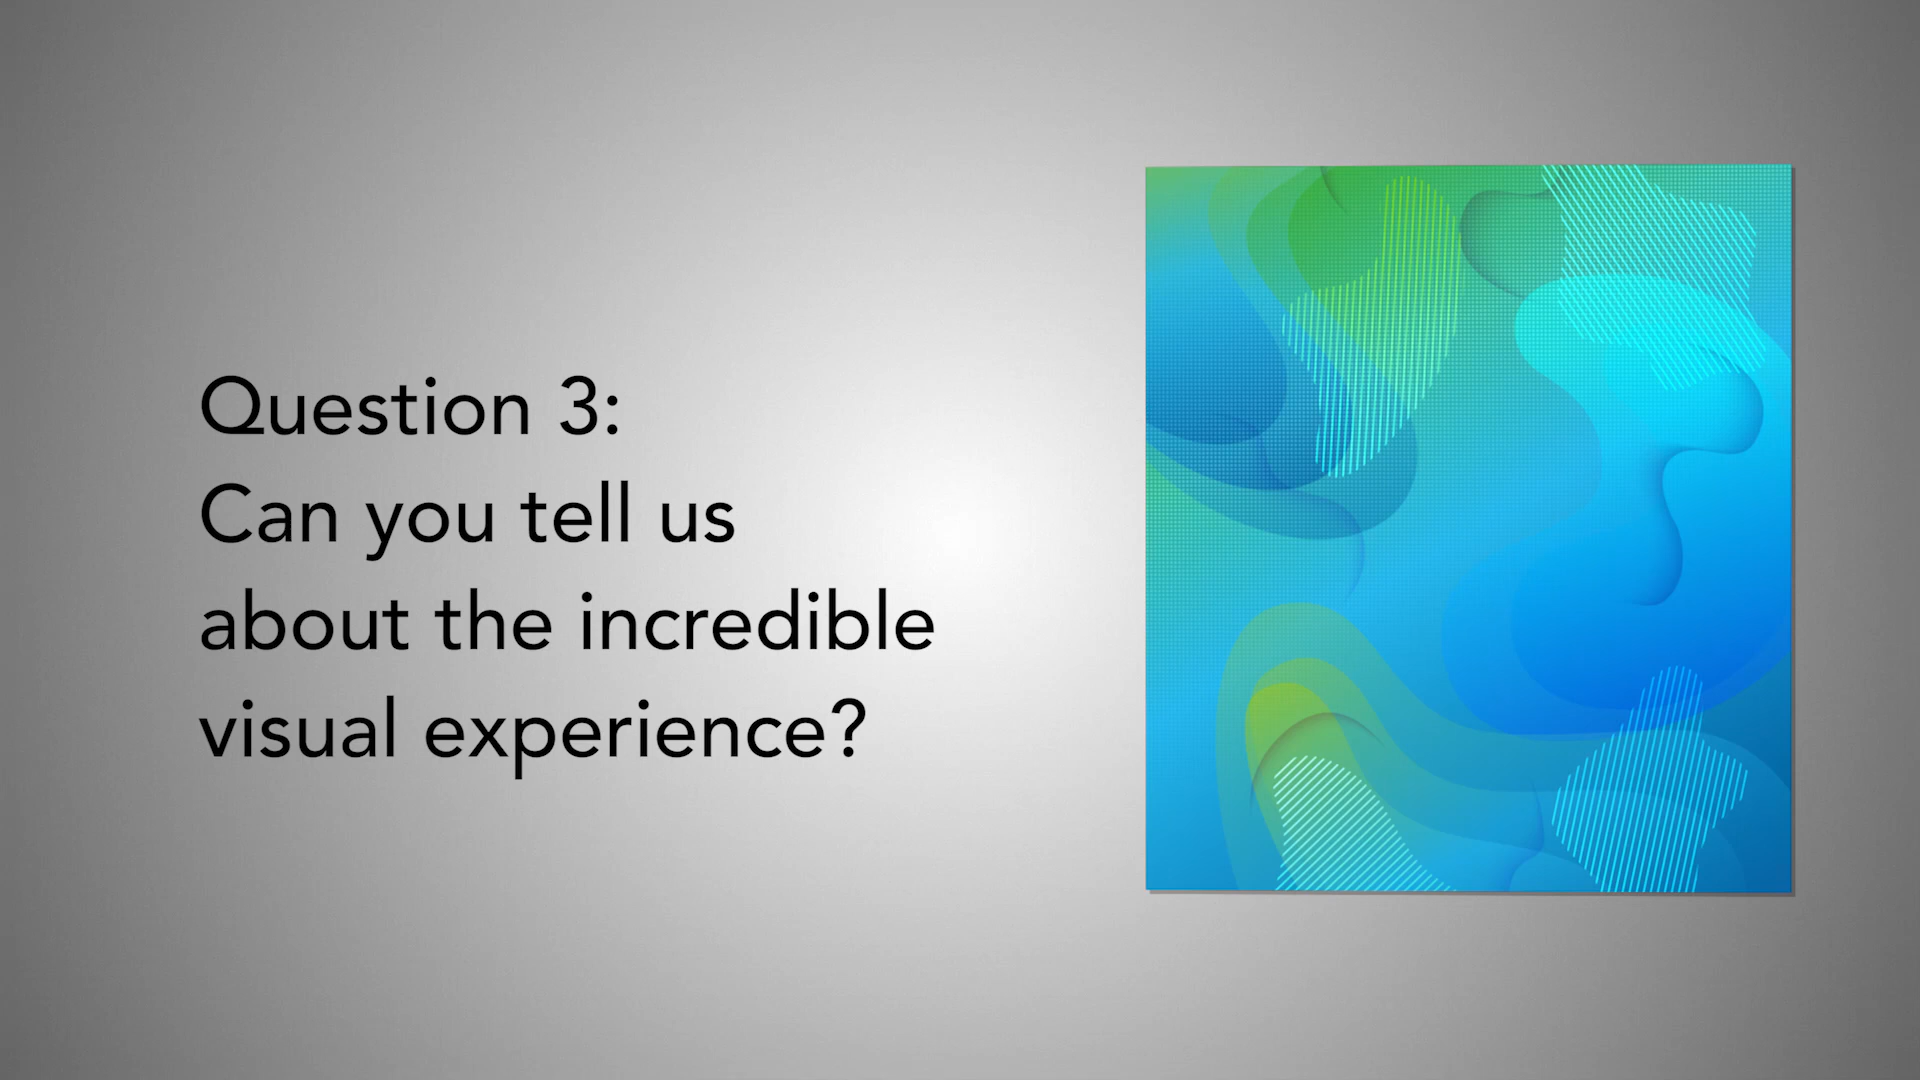 Question 3:
Can you tell us
about the incredible
visual experience?